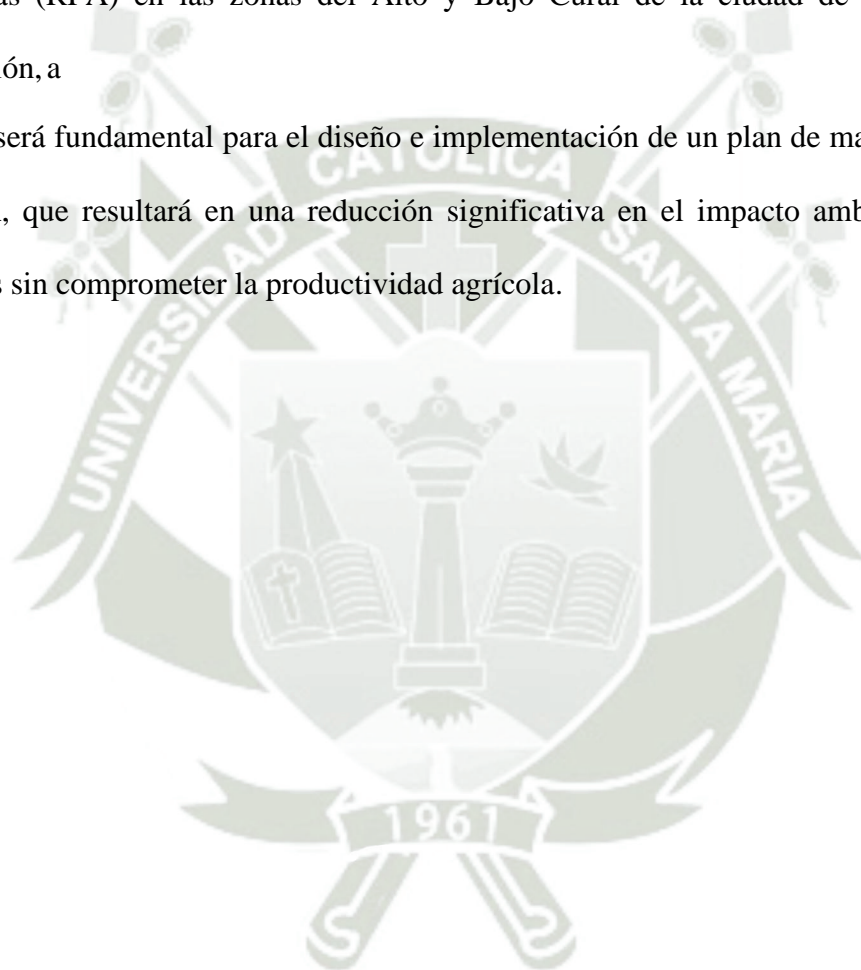 as (RPA) en las zonas del Alto y Bajo Cural de la ciudad de
ión, a
será fundamental para el diseño e implementación de un plan de ma
, que resultará en una reducción significativa en el impacto amb
s sin comprometer la productividad agrícola.
UNIVERSIDAD CATOLICA SANTA MARIA
1961